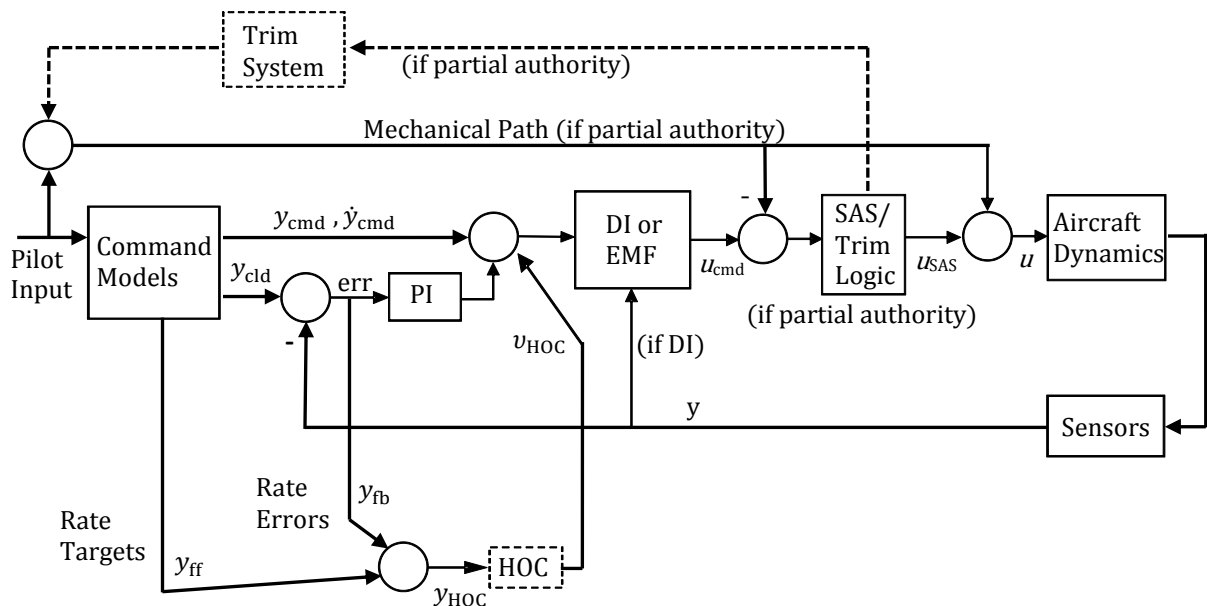 Trim
System
(if partial authority)
Mechanical Path (if partial authority)
Pilot
Input
Command
Models
y_cmd , ẏ_cmd
y_cld
-
err
PI
DI or
EMF
u_cmd
-
SAS/
Trim
Logic
(if partial authority)
u_SAS
u
Aircraft
Dynamics
υ_HOC
(if DI)
y
Sensors
Rate
Errors
y_fb
Rate
Targets
y_ff
y_HOC
HOC